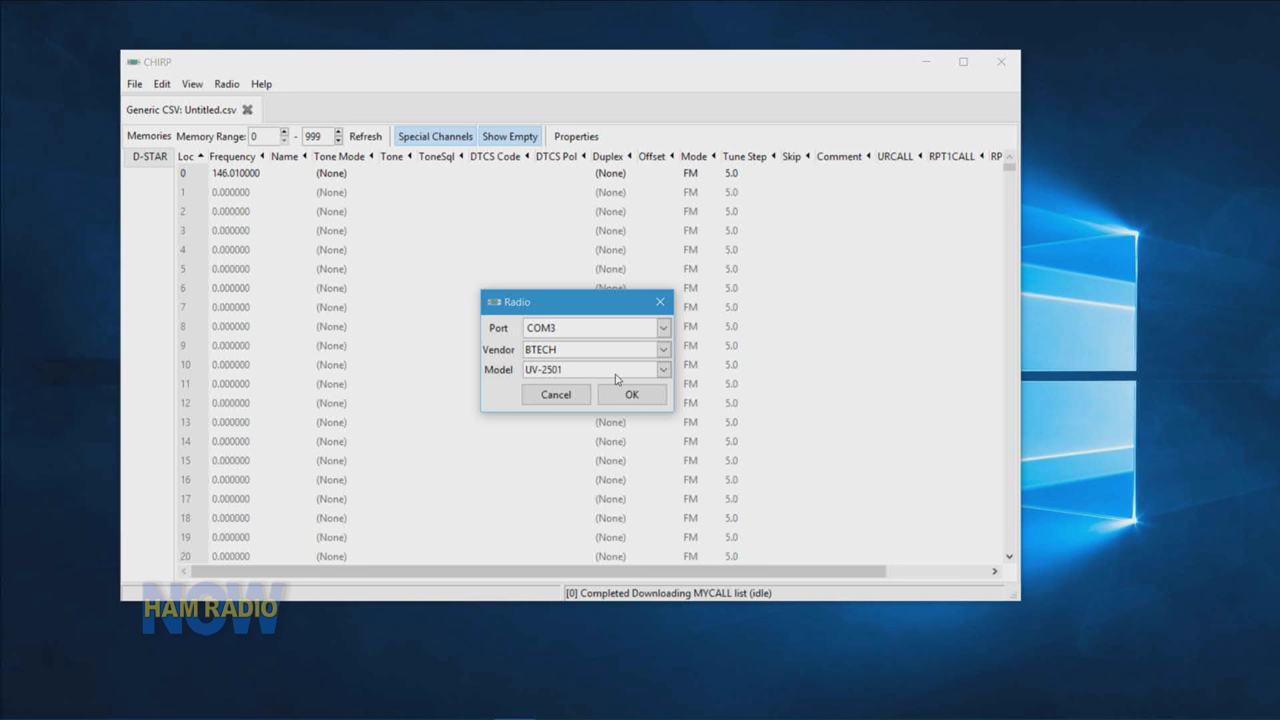 CHIRP
File Edit View Radio Help
Generic CSV: Untitled.csv
Memories Memory Range: 0 - 999 Refresh Special Channels Show Empty Properties
D-STAR Loc Frequency Name Tone Mode Tone ToneSql DTCS Code DTCS Pol Duplex Offset Mode Tune Step Skip Comment URCALL RPT1CALL RP
0 146.010000 (None) (None) FM 5.0
1 0.000000 (None) (None) FM 5.0
2 0.000000 (None) (None) FM 5.0
3 0.000000 (None) (None) FM 5.0
4 0.000000 (None) (None) FM 5.0
5 0.000000 (None) (None) FM 5.0
6 0.000000 (None) (None) FM 5.0
7 0.000000 (None) FM 5.0
8 0.000000 (None) FM 5.0
9 0.000000 (None) FM 5.0
10 0.000000 (None) FM 5.0
11 0.000000 (None) FM 5.0
12 0.000000 (None) FM 5.0
13 0.000000 (None) (None) FM 5.0
14 0.000000 (None) (None) FM 5.0
15 0.000000 (None) (None) FM 5.0
16 0.000000 (None) (None) FM 5.0
17 0.000000 (None) (None) FM 5.0
18 0.000000 (None) (None) FM 5.0
19 0.000000 (None) (None) FM 5.0
20 0.000000 (None) (None) FM 5.0
Radio
Port COM3
Vendor BTECH
Model UV-2501
Cancel OK
[0] Completed Downloading MYCALL list (idle)
NOW
HAM RADIO